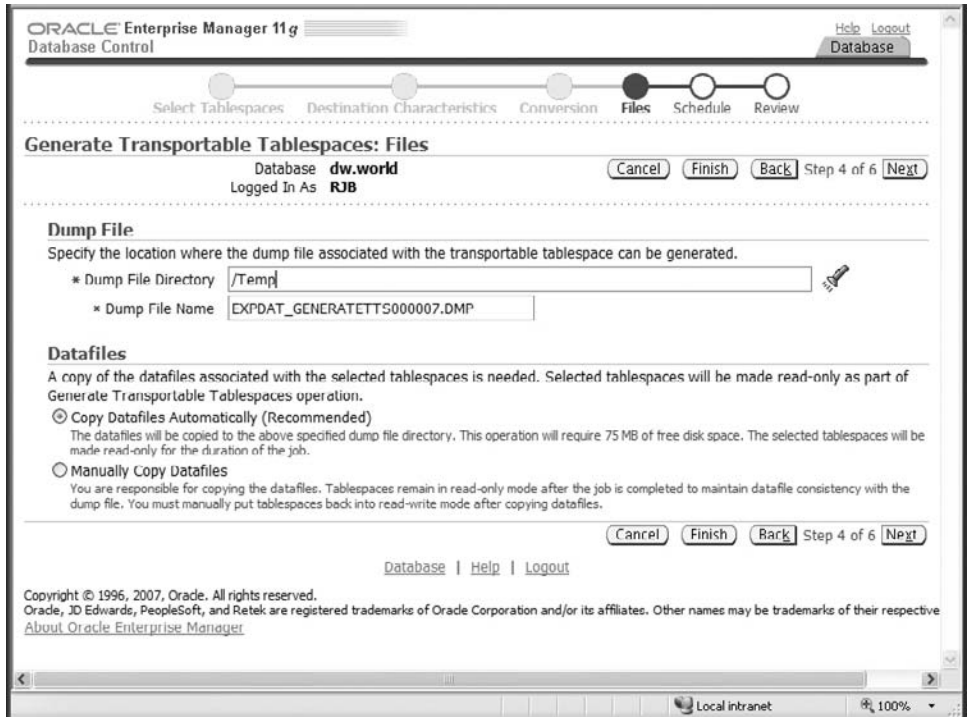 ORACLE Enterprise Manager 11g
Database Control
Help Logout
Database
Select Tablespaces Destination Characteristics Conversion Files Schedule Review
Generate Transportable Tablespaces: Files
Database dw.world
Logged In As RJB
Cancel Finish Back Step 4 of 6 Next
Dump File
Specify the location where the dump file associated with the transportable tablespace can be generated.
* Dump File Directory /Temp
* Dump File Name EXPDAT_GENERATETTS000007.DMP
Datafiles
A copy of the datafiles associated with the selected tablespaces is needed. Selected tablespaces will be made read-only as part of
Generate Transportable Tablespaces operation.
Copy Datafiles Automatically (Recommended)
The datafiles will be copied to the above specified dump file directory. This operation will require 75 MB of free disk space. The selected tablespaces will be
made read-only for the duration of the job.
Manually Copy Datafiles
You are responsible for copying the datafiles. Tablespaces remain in read-only mode after the job is completed to maintain datafile consistency with the
dump file. You must manually put tablespaces back into read-write mode after copying datafiles.
Cancel Finish Back Step 4 of 6 Next
Database | Help | Logout
Copyright © 1996, 2007, Oracle. All rights reserved.
Oracle, JD Edwards, PeopleSoft, and Retek are registered trademarks of Oracle Corporation and/or its affiliates. Other names may be trademarks of their respective
About Oracle Enterprise Manager
Local intranet 100%